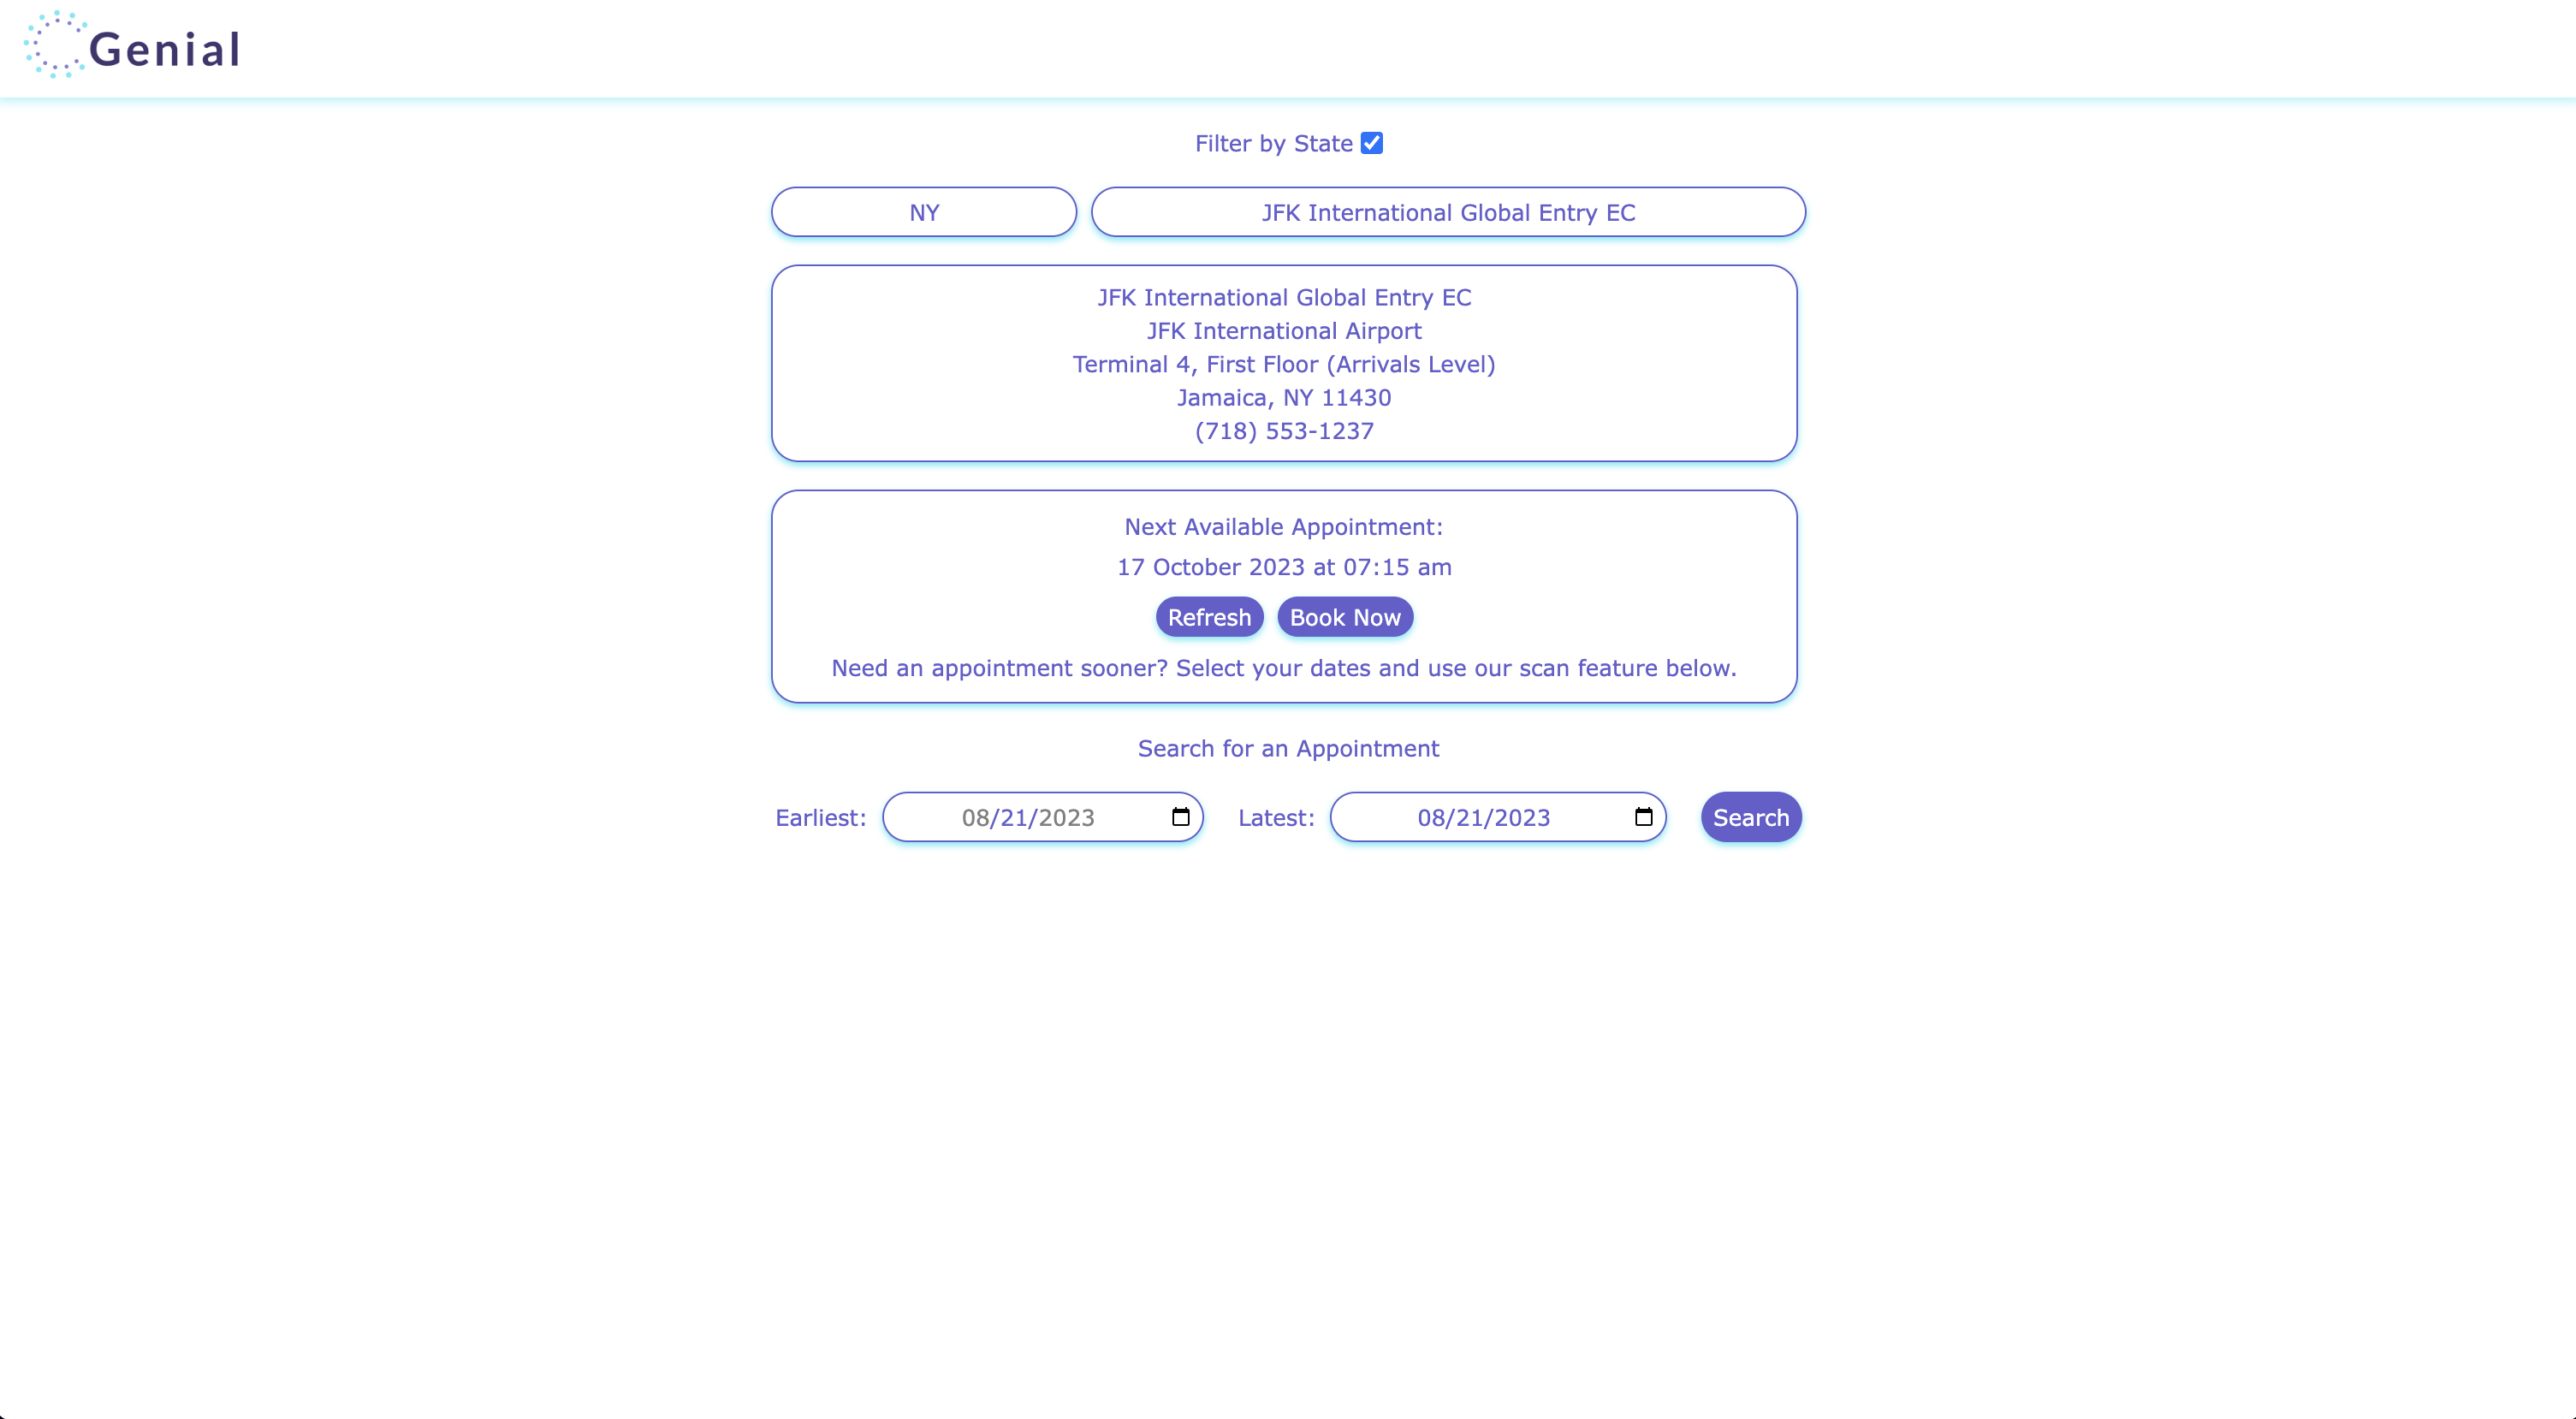 Genial
Filter by State
NY
JFK International Global Entry EC
JFK International Global Entry EC
JFK International Airport
Terminal 4, First Floor (Arrivals Level)
Jamaica, NY 11430
(718) 553-1237
Next Available Appointment:
17 October 2023 at 07:15 am
Refresh Book Now
Need an appointment sooner? Select your dates and use our scan feature below.
Search for an Appointment
Earliest: 08/21/2023 Latest: 08/21/2023 Search